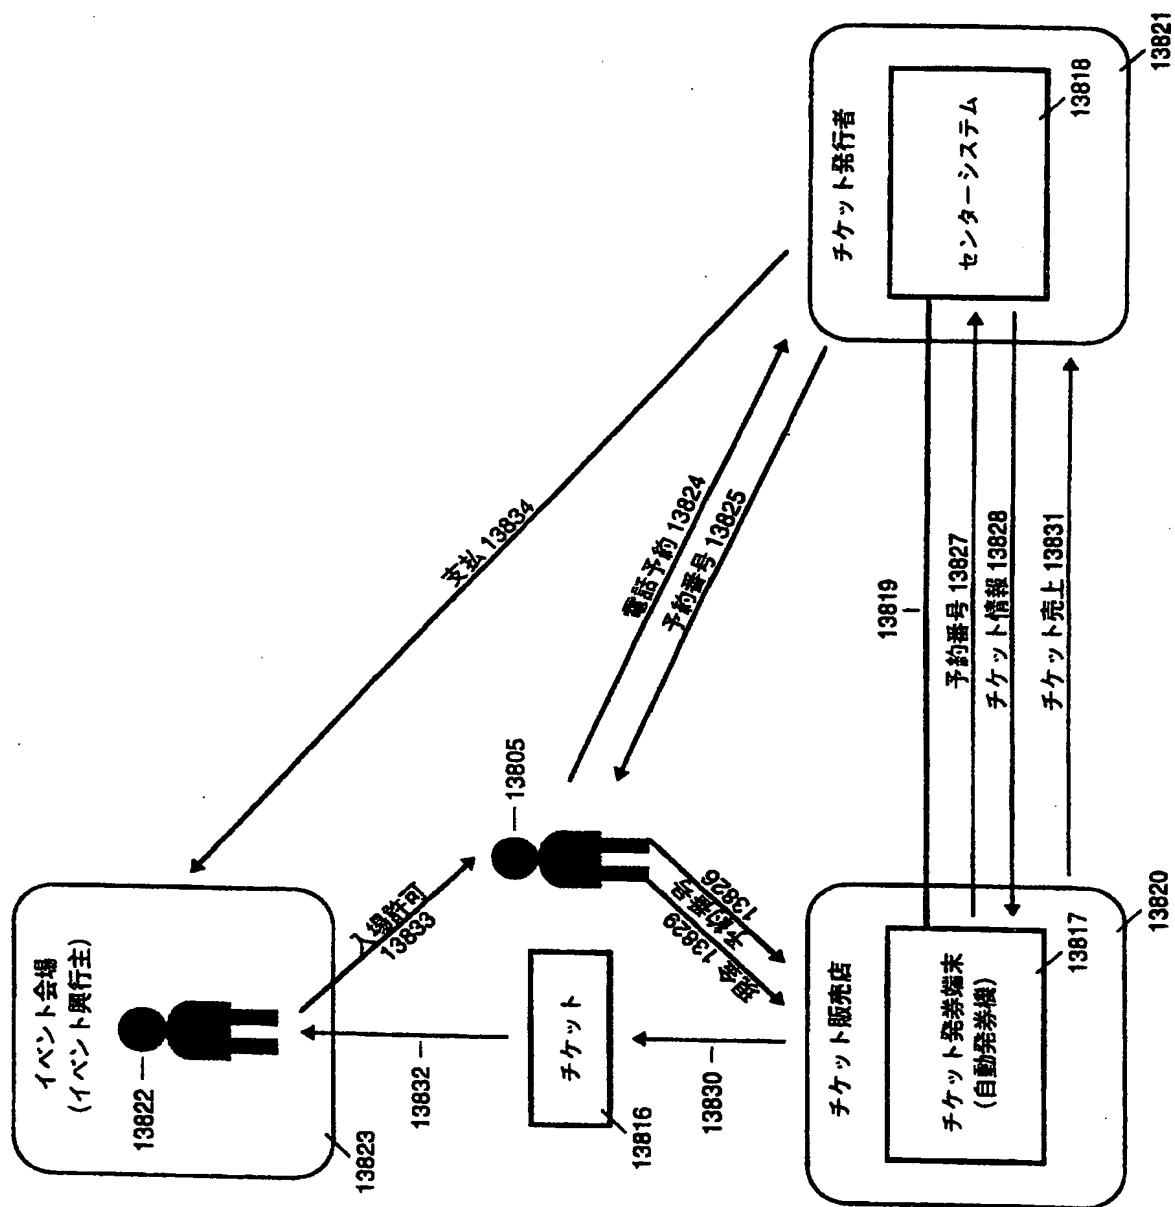 イベント会場
(イベント興行主)
13822
13823
入場許可
13833
13832
支払 13834
13805
チケット
13816
13830
電話予約 13824
予約番号 13825
現金 13829
予約番号
13826
チケット発行者
センターシステム
13818
13821
13819
予約番号 13827
チケット情報 13828
チケット売上 13831
チケット販売店
チケット発券端末
(自動発券機)
13817
13820